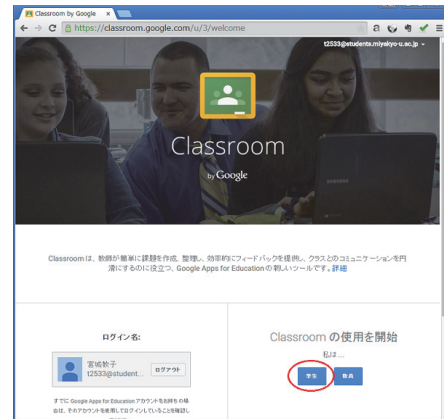 Classroom by Google
https://classroom.google.com/u/3/welcome
t2533@students.miyakyo-u.ac.jp
Classroom
by Google
Classroom は、教師が簡単に課題を作成、整理し、効率的にフィードバックを提供し、クラスとのコミュニケーションを円
滑にするのに役立つ、Google Apps for Education の新しいツールです。詳細
ログイン名:
宮城教子
t2533@student...
ログアウト
すでに Google Apps for Education アカウントをお持ちの場
合は、そのアカウントを使用してログインしていることを確認し
Classroom の使用を開始
私は...
学生
教員